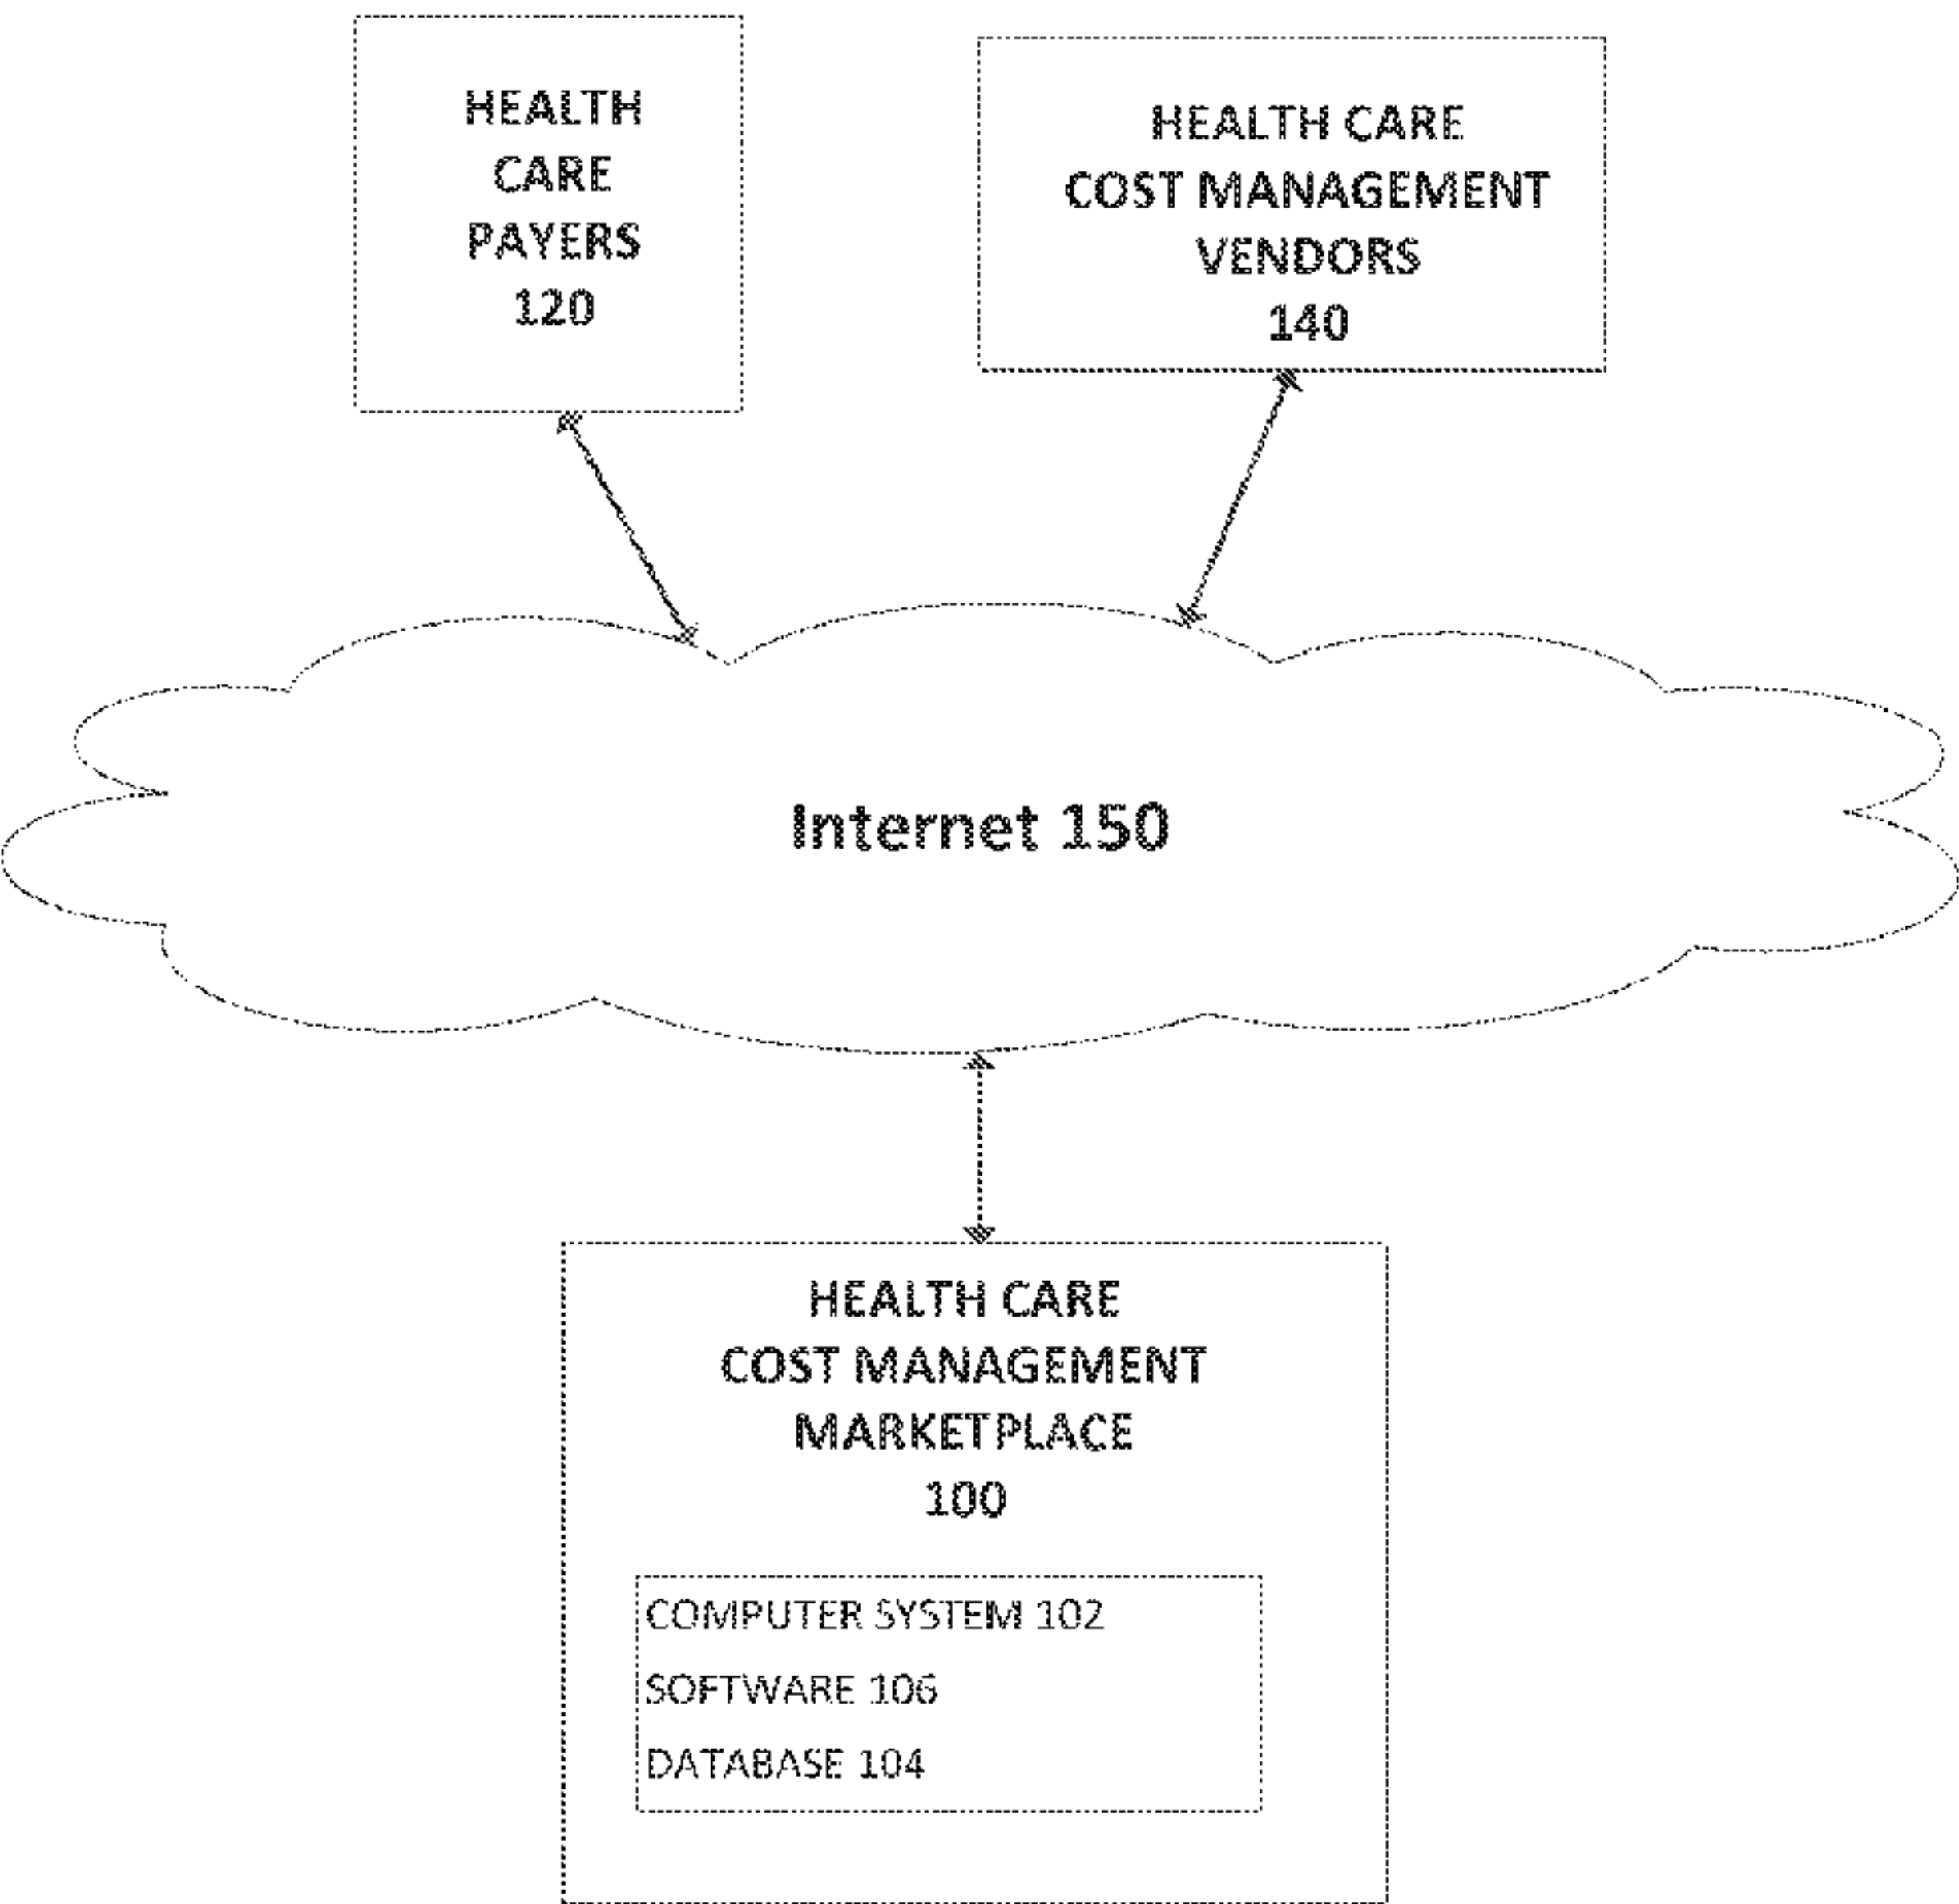 HEALTH
CARE
PAYERS
120
HEALTH CARE
COST MANAGEMENT
VENDORS
140
Internet 150
HEALTH CARE
COST MANAGEMENT
MARKETPLACE
100
COMPUTER SYSTEM 102
SOFTWARE 106
DATABASE 104